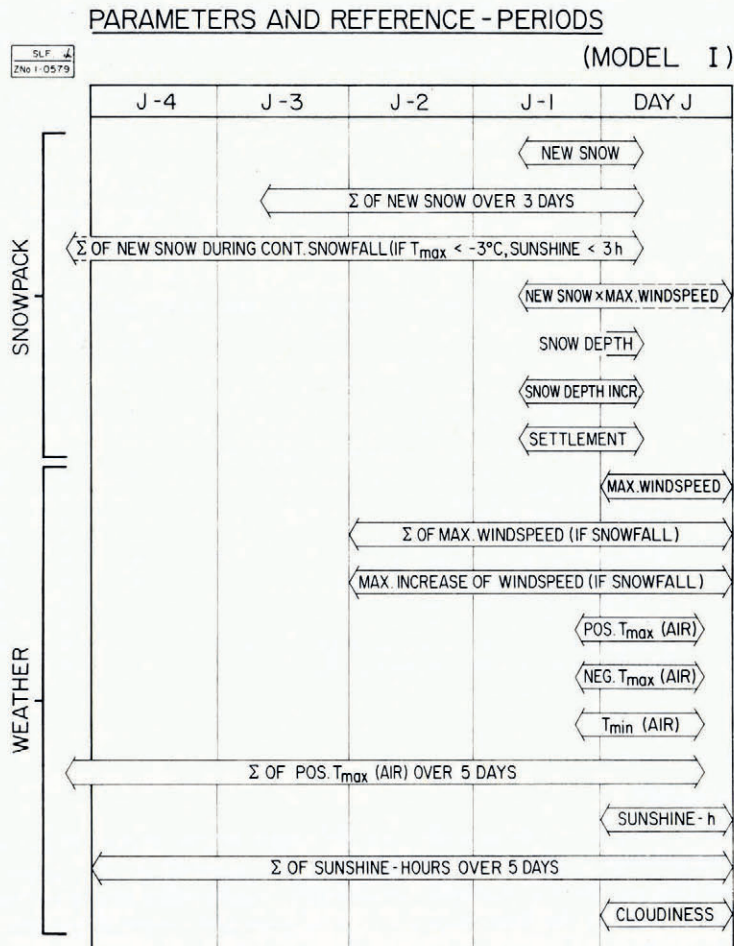 PARAMETERS AND REFERENCE-PERIODS
SLF
ZNo 1-0579
(MODEL I)
J-4 J-3 J-2 J-1 DAY J
SNOWPACK
NEW SNOW
Σ OF NEW SNOW OVER 3 DAYS
Σ OF NEW SNOW DURING CONT. SNOWFALL (IF Tmax < -3°C, SUNSHINE < 3 h
NEW SNOW × MAX. WINDSPEED
SNOW DEPTH
SNOW DEPTH INCR
SETTLEMENT
WEATHER
MAX. WINDSPEED
Σ OF MAX. WINDSPEED (IF SNOWFALL)
MAX. INCREASE OF WINDSPEED (IF SNOWFALL)
POS. Tmax (AIR)
NEG. Tmax (AIR)
Tmin (AIR)
Σ OF POS. Tmax (AIR) OVER 5 DAYS
SUNSHINE-h
Σ OF SUNSHINE-HOURS OVER 5 DAYS
CLOUDINESS